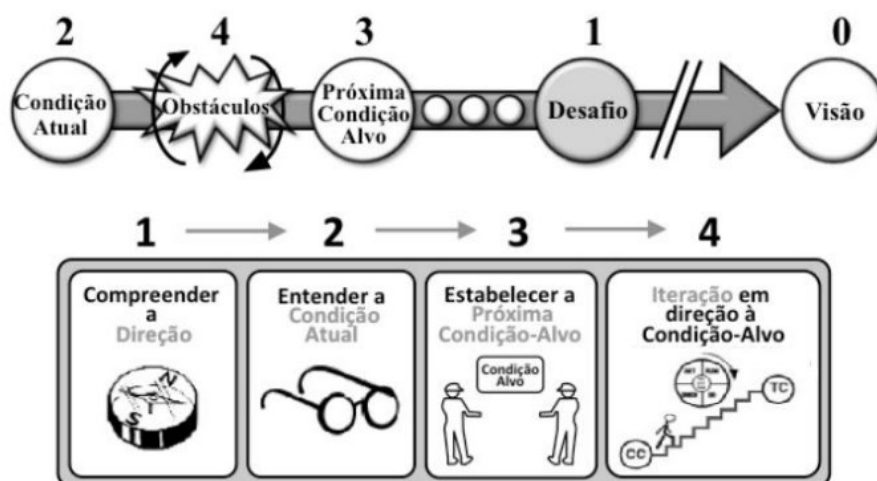 2 4 3 1 0
Condição
Atual
Obstáculos
Próxima
Condição
Alvo
Desafio
Visão
1 2 3 4
Compreender
a
Direção
N
S
Entender a
Condição
Atual
Estabelecer a
Próxima
Condição-Alvo
Condição
Alvo
Iteração em
direção à
Condição-Alvo
TC
CC